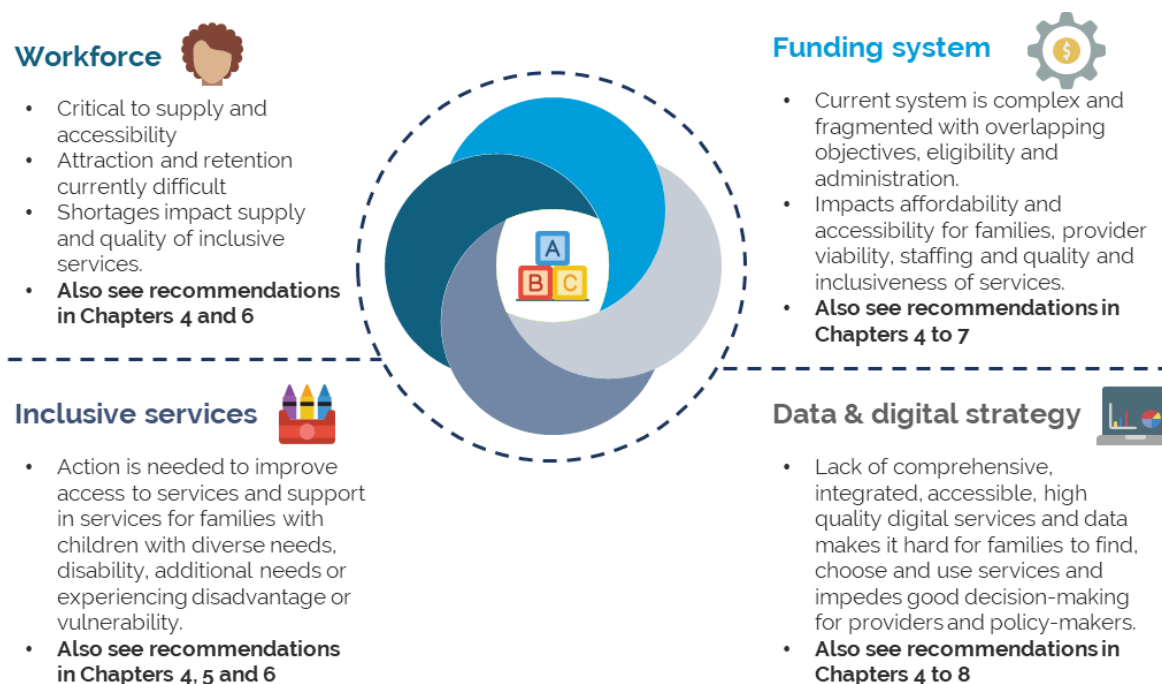 Workforce
• Critical to supply and
accessibility
• Attraction and retention
currently difficult
• Shortages impact supply
and quality of inclusive
services.
• Also see recommendations
in Chapters 4 and 6
Funding system
$
• Current system is complex and
fragmented with overlapping
objectives, eligibility and
administration.
• Impacts affordability and
accessibility for families, provider
viability, staffing and quality and
inclusiveness of services.
• Also see recommendations in
Chapters 4 to 7
A
B C
Inclusive services
• Action is needed to improve
access to services and support
in services for families with
children with diverse needs,
disability, additional needs or
experiencing disadvantage or
vulnerability.
• Also see recommendations
in Chapters 4, 5 and 6
Data & digital strategy
• Lack of comprehensive,
integrated, accessible, high
quality digital services and data
makes it hard for families to find,
choose and use services and
impedes good decision-making
for providers and policy-makers.
• Also see recommendations in
Chapters 4 to 8